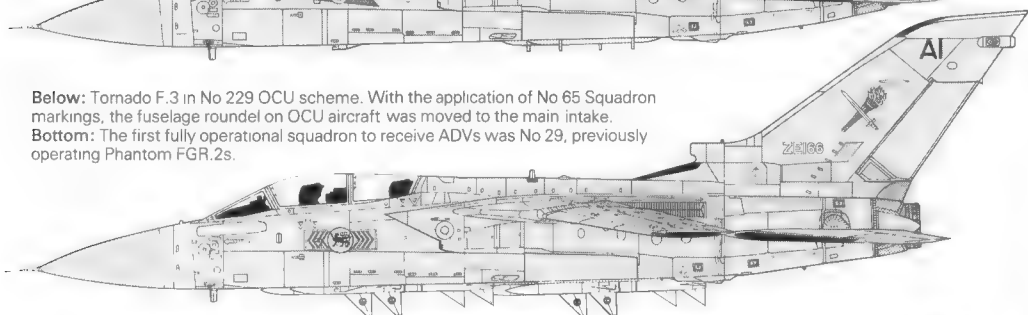 AI
Below: Tornado F.3 in No 229 OCU scheme. With the application of No 65 Squadron
markings, the fuselage roundel on OCU aircraft was moved to the main intake.
Bottom: The first fully operational squadron to receive ADVs was No 29, previously
operating Phantom FGR.2s.
ZE166